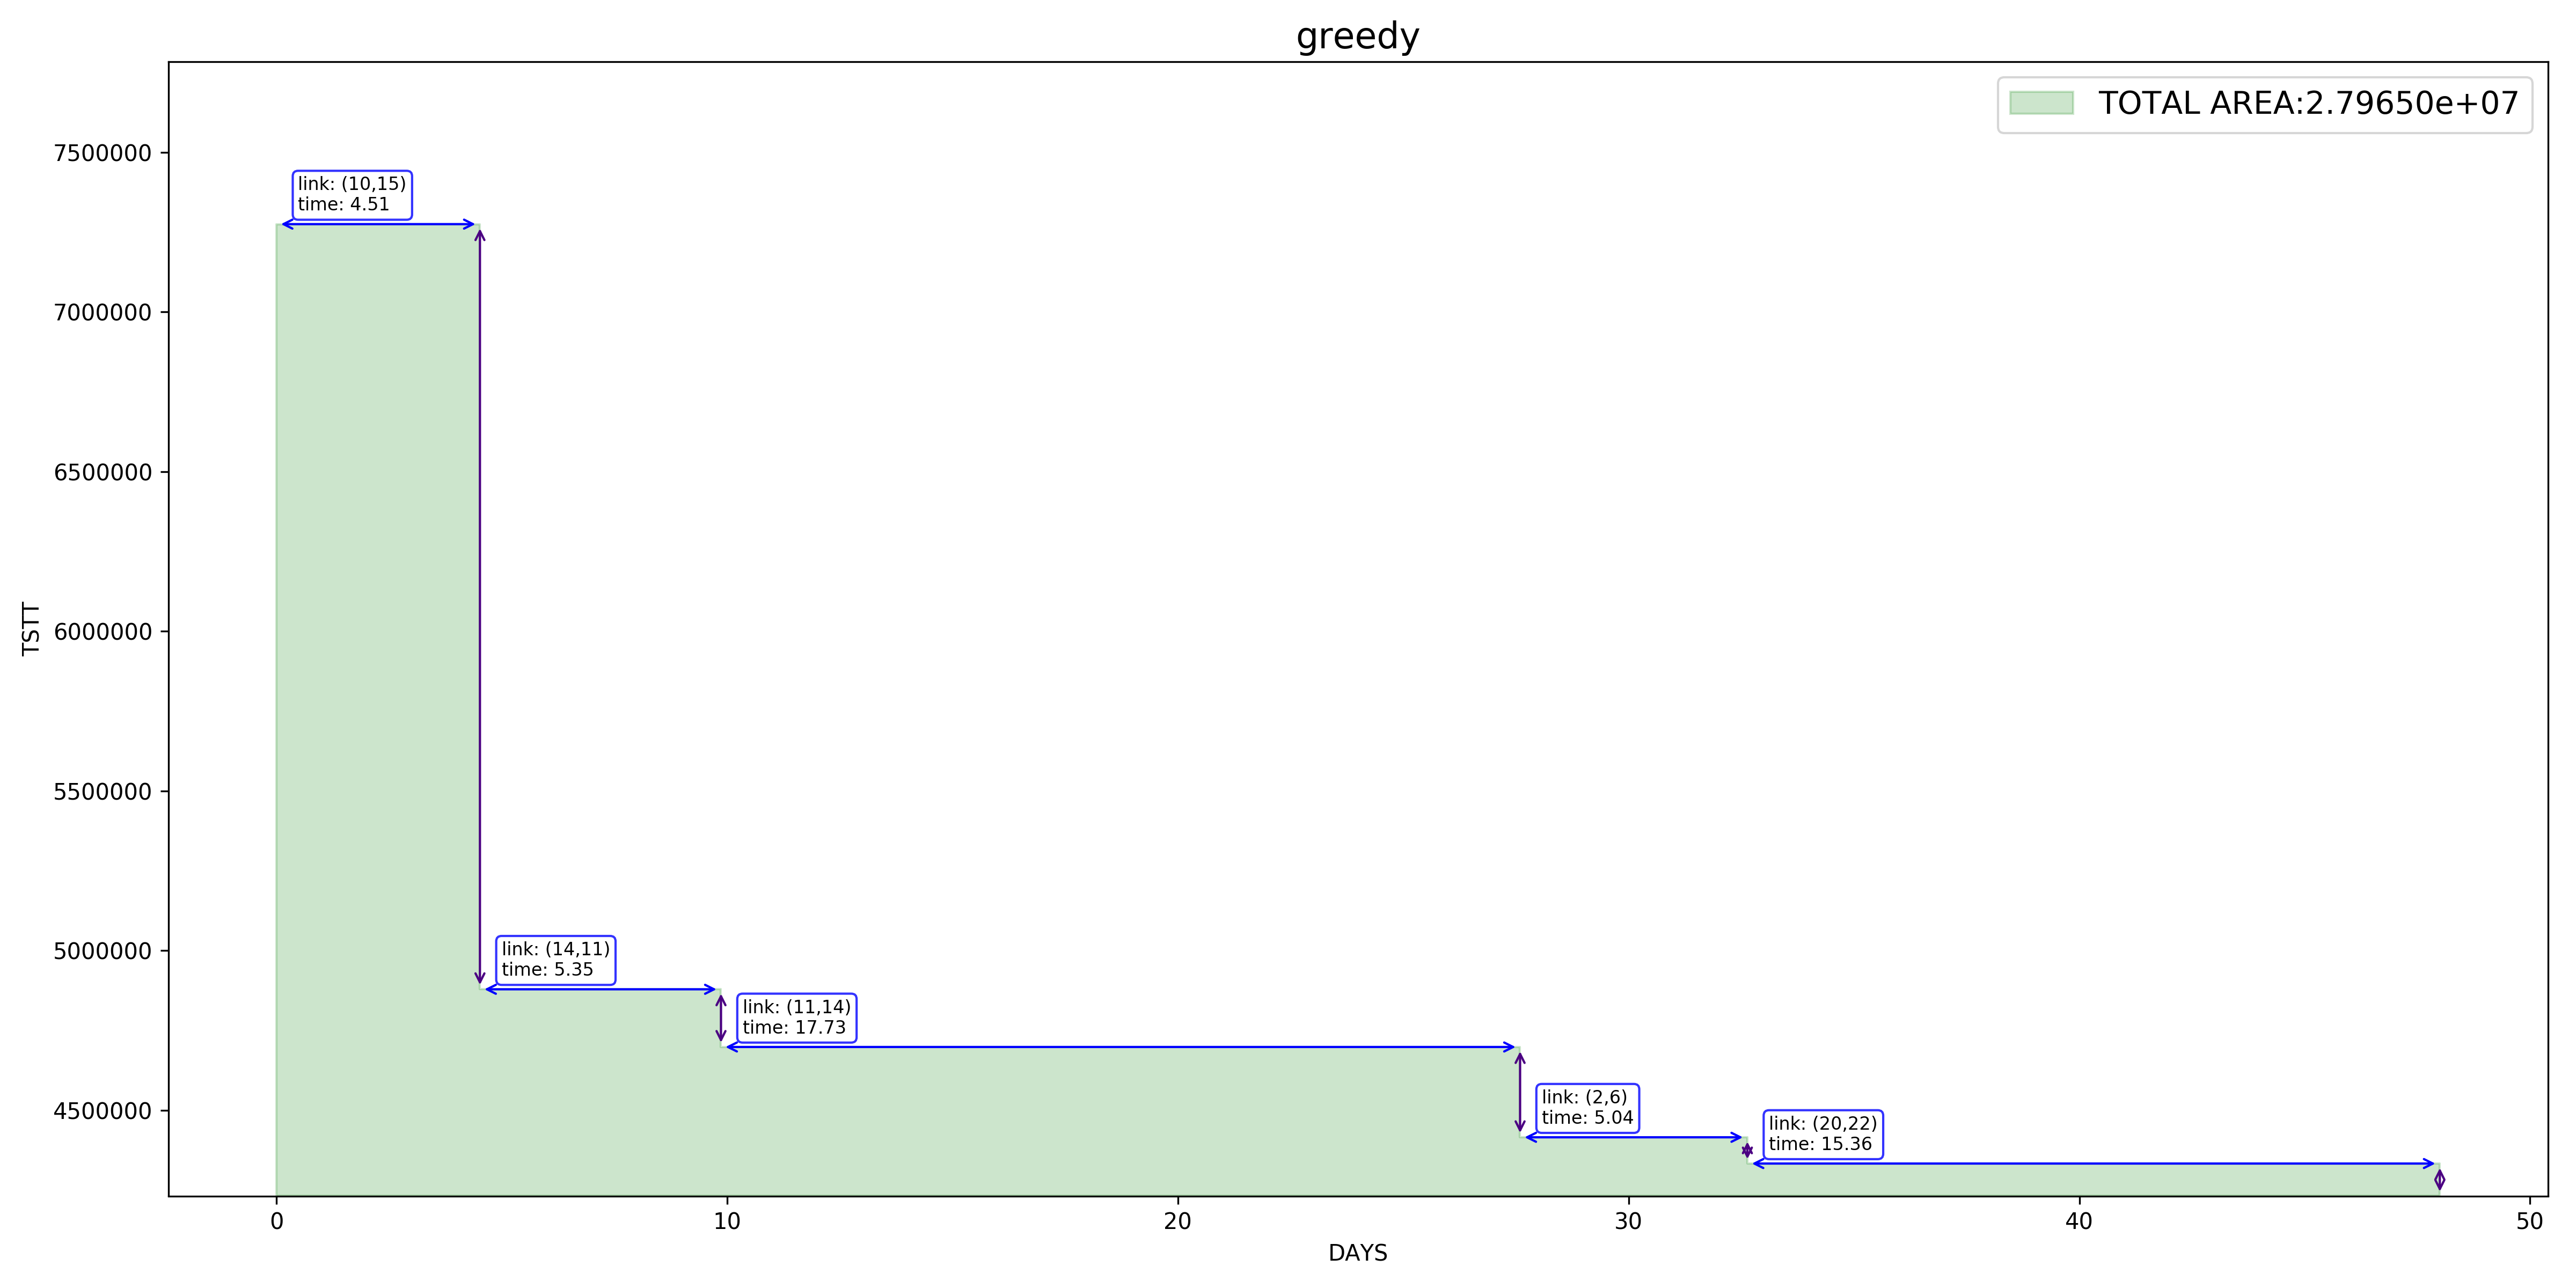 greedy
TOTAL AREA:2.79650e+07
7500000
7000000
6500000
6000000
5500000
5000000
4500000
TSTT
link: (10,15)
time: 4.51
link: (14,11)
time: 5.35
link: (11,14)
time: 17.73
link: (2,6)
time: 5.04
link: (20,22)
time: 15.36
0
10
20
30
40
50
DAYS